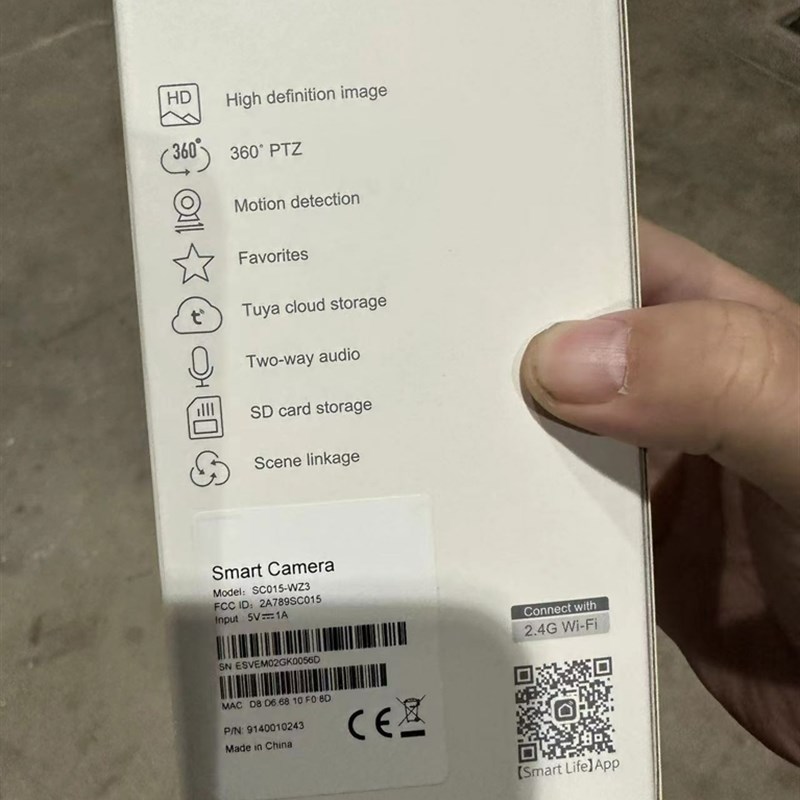 HD
High definition image
360°
360° PTZ
Motion detection
Favorites
Tuya cloud storage
Two-way audio
SD card storage
Scene linkage
Smart Camera
Model: SC015-WZ3
FCC ID: 2A789SC015
Input 5V⎓1A
SN ESVEM02GK0056D
MAC D8 D6 68 10 F0 8D
P/N: 9140010243
Made in China
CE
Connect with
2.4G Wi-Fi
【Smart Life】App